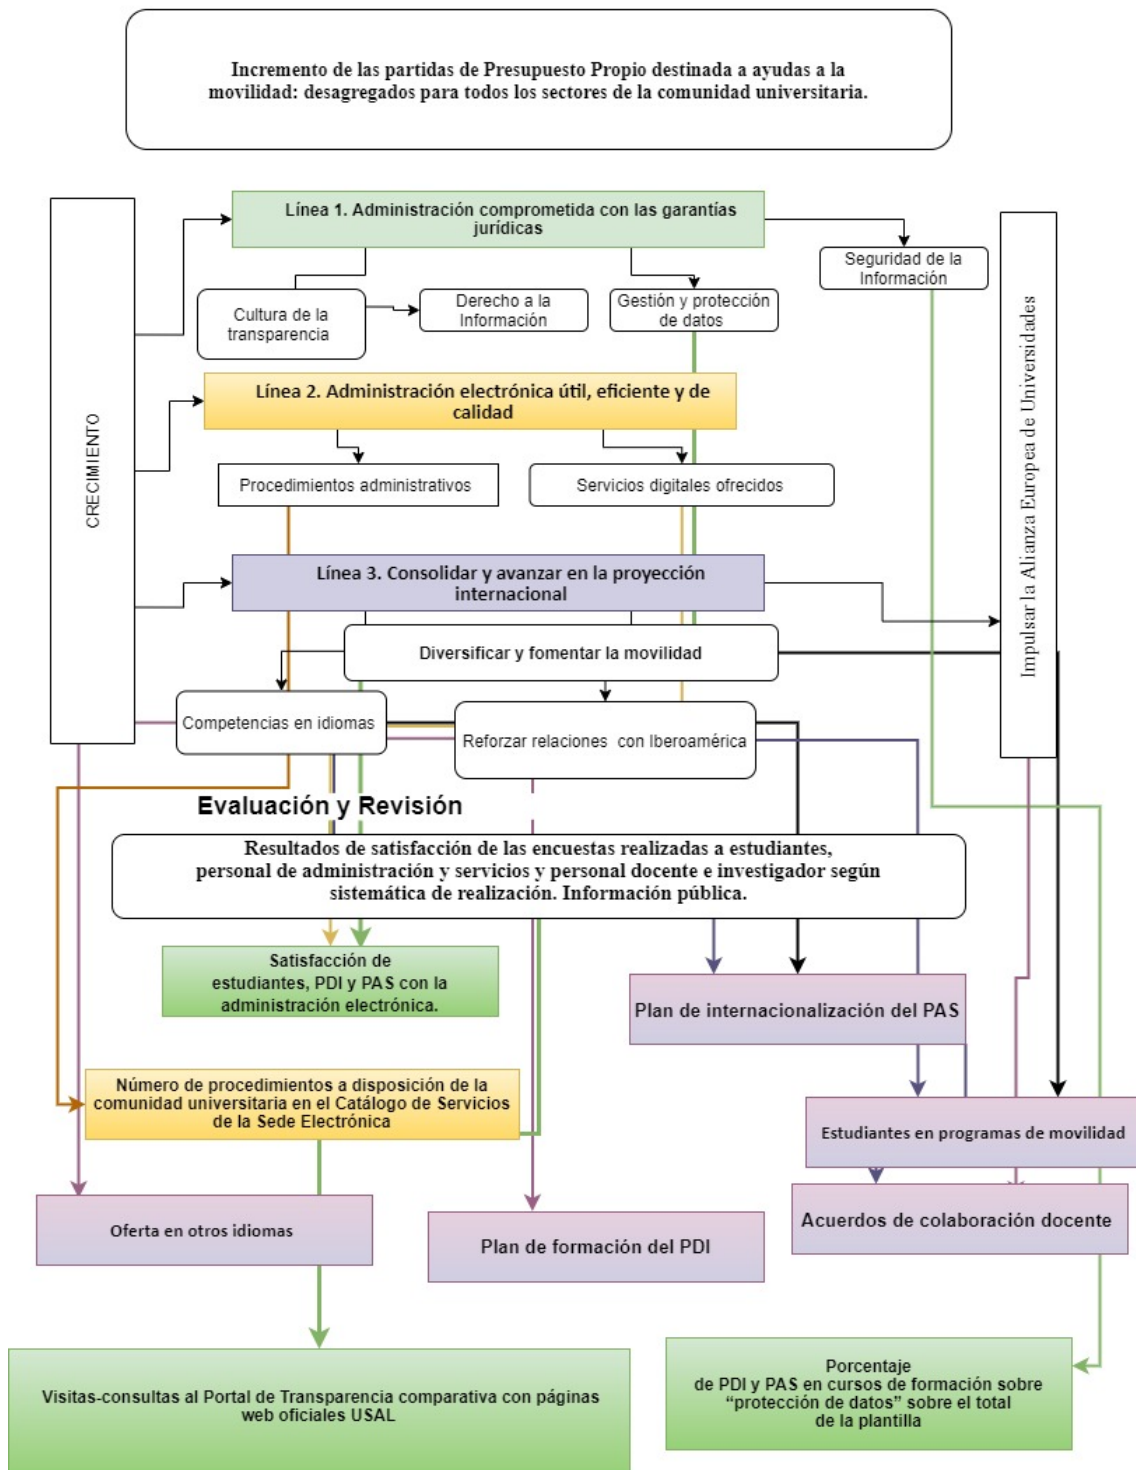 Incremento de las partidas de Presupuesto Propio destinada a ayudas a la
movilidad: desagregados para todos los sectores de la comunidad universitaria.
CRECIMIENTO
Línea 1. Administración comprometida con las garantías
jurídicas
Seguridad de la
Información
Cultura de la
transparencia
Derecho a la
Información
Gestión y protección
de datos
Impulsar la Alianza Europea de Universidades
Línea 2. Administración electrónica útil, eficiente y de
calidad
Procedimientos administrativos
Servicios digitales ofrecidos
Línea 3. Consolidar y avanzar en la proyección
internacional
Diversificar y fomentar la movilidad
Competencias en idiomas
Reforzar relaciones con Iberoamérica
Evaluación y Revisión
Resultados de satisfacción de las encuestas realizadas a estudiantes,
personal de administración y servicios y personal docente e investigador según
sistemática de realización. Información pública.
Satisfacción de
estudiantes, PDI y PAS con la
administración electrónica.
Plan de internacionalización del PAS
Número de procedimientos a disposición de la
comunidad universitaria en el Catálogo de Servicios
de la Sede Electrónica
Estudiantes en programas de movilidad
Oferta en otros idiomas
Plan de formación del PDI
Acuerdos de colaboración docente
Visitas-consultas al Portal de Transparencia comparativa con páginas
web oficiales USAL
Porcentaje
de PDI y PAS en cursos de formación sobre
“protección de datos” sobre el total
de la plantilla